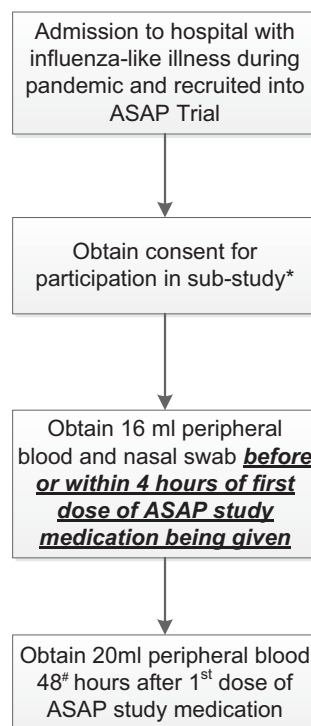 Admission to hospital with
influenza-like illness during
pandemic and recruited into
ASAP Trial
Obtain consent for
participation in sub-study*
Obtain 16 ml peripheral
blood and nasal swab before
or within 4 hours of first
dose of ASAP study
medication being given
Obtain 20ml peripheral blood
48# hours after 1st dose of
ASAP study medication